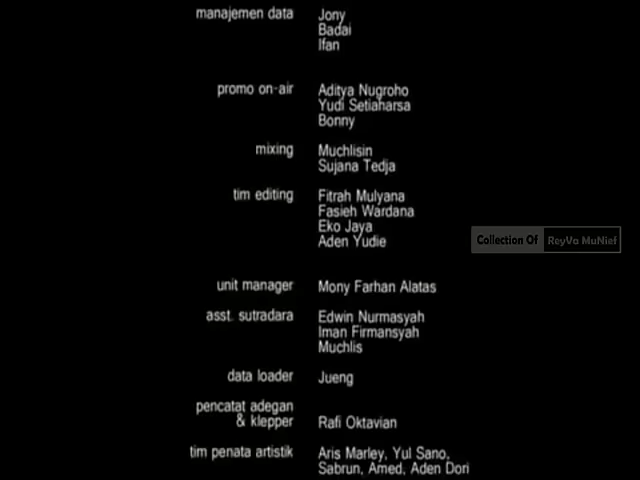 manajemen data Jony
Badai
Ifan
promo on-air Aditya Nugroho
Yudi Setiaharsa
Bonny
mixing Muchlisin
Sujana Tedja
tim editing Fitrah Mulyana
Fasieh Wardana
Eko Jaya
Aden Yudie
Collection Of ReyVa MuNief
unit manager Mony Farhan Alatas
asst. sutradara Edwin Nurmasyah
Iman Firmansyah
Muchlis
data loader Jueng
pencatat adegan
& klepper Rafi Oktavian
tim penata artistik Aris Marley, Yul Sano,
Sabrun, Amed, Aden Dori